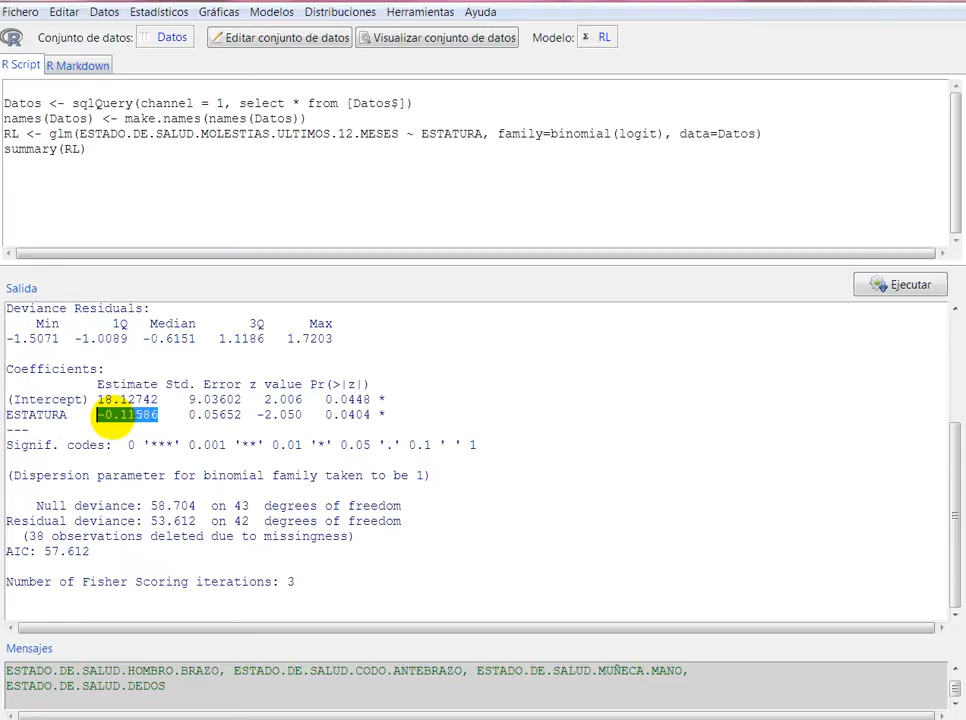 Fichero Editar Datos Estadísticos Gráficas Modelos Distribuciones Herramientas Ayuda
R Conjunto de datos: Datos Editar conjunto de datos Visualizar conjunto de datos Modelo: Σ RL
R Script R Markdown
Datos <- sqlQuery(channel = 1, select * from [Datos$])
names(Datos) <- make.names(names(Datos))
RL <- glm(ESTADO.DE.SALUD.MOLESTIAS.ULTIMOS.12.MESES ~ ESTATURA, family=binomial(logit), data=Datos)
summary(RL)
Salida Ejecutar
Deviance Residuals:
Min 1Q Median 3Q Max
-1.5071 -1.0089 -0.6151 1.1186 1.7203
Coefficients:
Estimate Std. Error z value Pr(>|z|)
(Intercept) 18.12742 9.03602 2.006 0.0448 *
ESTATURA -0.11586 0.05652 -2.050 0.0404 *
---
Signif. codes: 0 '***' 0.001 '**' 0.01 '*' 0.05 '.' 0.1 ' ' 1
(Dispersion parameter for binomial family taken to be 1)
Null deviance: 58.704 on 43 degrees of freedom
Residual deviance: 53.612 on 42 degrees of freedom
(38 observations deleted due to missingness)
AIC: 57.612
Number of Fisher Scoring iterations: 3
Mensajes
ESTADO.DE.SALUD.HOMBRO.BRAZO, ESTADO.DE.SALUD.CODO.ANTEBRAZO, ESTADO.DE.SALUD.MUÑECA.MANO,
ESTADO.DE.SALUD.DEDOS